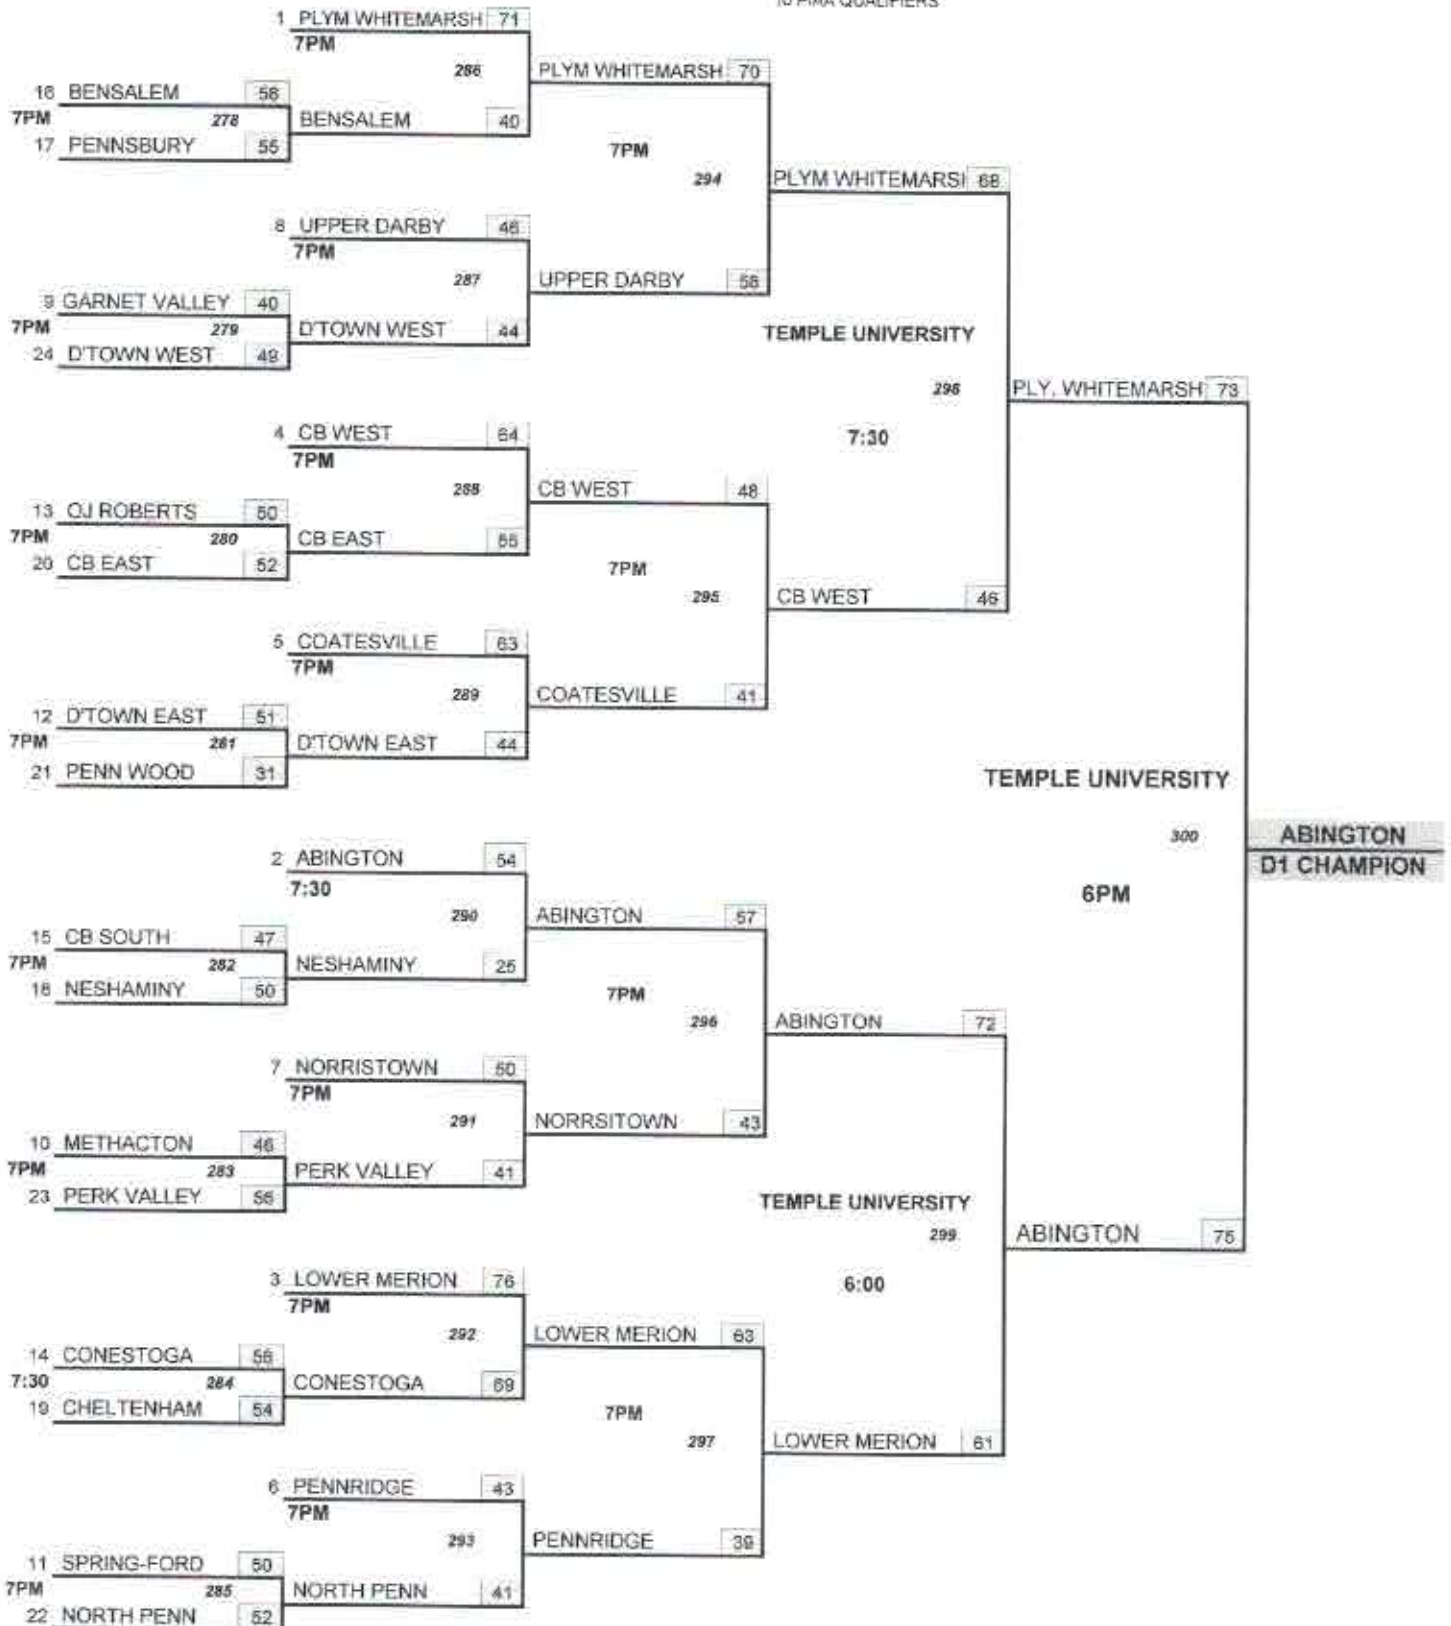 10 PIAA QUALIFIERS
1 PLYM WHITEMARSH 71
7PM
286
PLYM WHITEMARSH 70
16 BENSALEM 58
7PM
278
BENSALEM 40
17 PENNSBURY 55
7PM
294
PLYM WHITEMARSI 68
8 UPPER DARBY 46
7PM
287
UPPER DARBY 58
9 GARNET VALLEY 40
7PM
279
D'TOWN WEST 44
24 D'TOWN WEST 49
TEMPLE UNIVERSITY
298
7:30
PLY. WHITEMARSH 73
4 CB WEST 64
7PM
288
CB WEST 48
13 OJ ROBERTS 50
7PM
280
CB EAST 55
20 CB EAST 52
7PM
295
CB WEST 46
5 COATESVILLE 63
7PM
289
COATESVILLE 41
12 D'TOWN EAST 51
7PM
281
D'TOWN EAST 44
21 PENN WOOD 31
TEMPLE UNIVERSITY
300
6PM
ABINGTON
D1 CHAMPION
2 ABINGTON 54
7:30
290
ABINGTON 57
15 CB SOUTH 47
7PM
282
NESHAMINY 25
18 NESHAMINY 50
7PM
296
ABINGTON 72
7 NORRISTOWN 50
7PM
291
NORRSITOWN 43
10 METHACTON 46
7PM
283
PERK VALLEY 41
23 PERK VALLEY 56
TEMPLE UNIVERSITY
299
6:00
ABINGTON 75
3 LOWER MERION 76
7PM
292
LOWER MERION 63
14 CONESTOGA 56
7:30
284
CONESTOGA 69
19 CHELTENHAM 54
7PM
297
LOWER MERION 61
6 PENNRIDGE 43
7PM
293
PENNRIDGE 39
11 SPRING-FORD 50
7PM
285
NORTH PENN 41
22 NORTH PENN 52